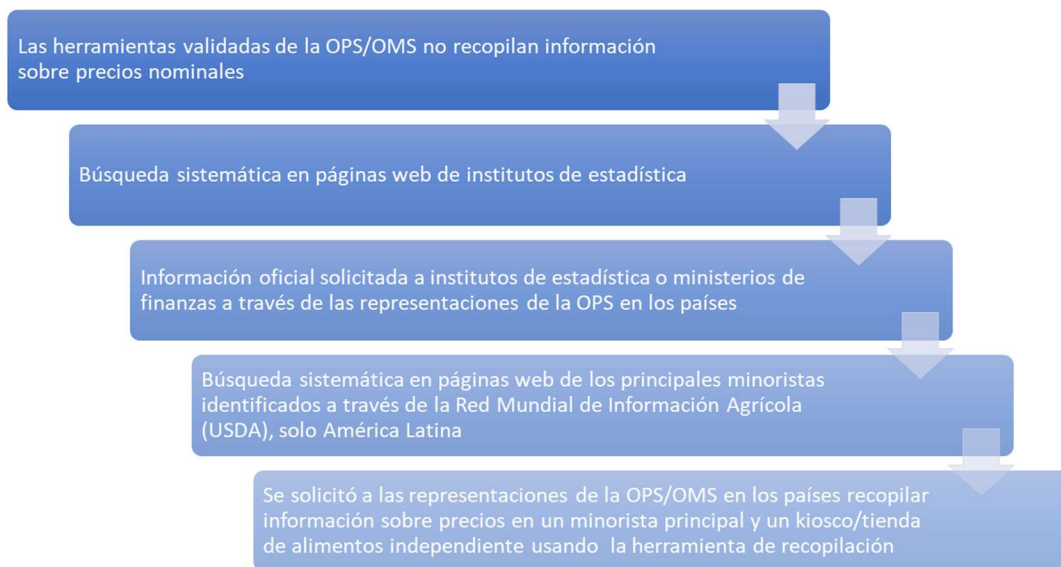 Las herramientas validadas de la OPS/OMS no recopilan información
sobre precios nominales
Búsqueda sistemática en páginas web de institutos de estadística
Información oficial solicitada a institutos de estadística o ministerios de
finanzas a través de las representaciones de la OPS en los países
Búsqueda sistemática en páginas web de los principales minoristas
identificados a través de la Red Mundial de Información Agrícola
(USDA), solo América Latina
Se solicitó a las representaciones de la OPS/OMS en los países recopilar
información sobre precios en un minorista principal y un kiosco/tienda
de alimentos independiente usando la herramienta de recopilación